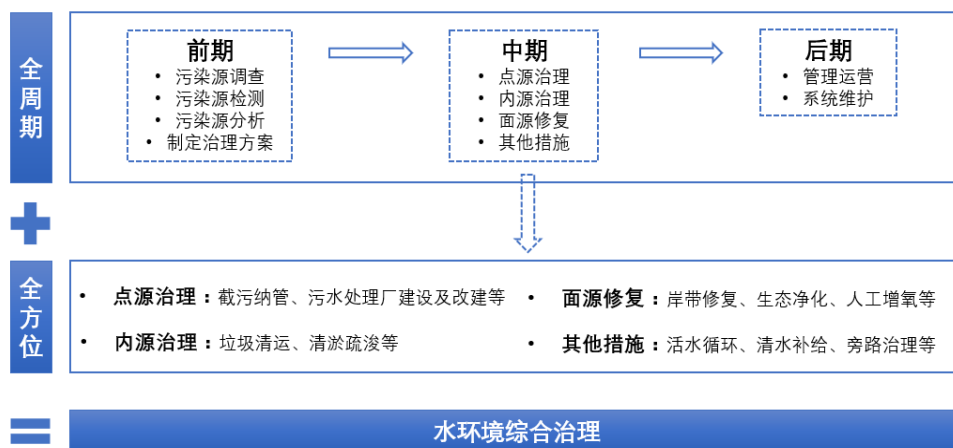 全周期
前期
• 污染源调查
• 污染源检测
• 污染源分析
• 制定治理方案
中期
• 点源治理
• 内源治理
• 面源修复
• 其他措施
后期
• 管理运营
• 系统维护
全方位
• 点源治理：截污纳管、污水处理厂建设及改建等
• 内源治理：垃圾清运、清淤疏浚等
• 面源修复：岸带修复、生态净化、人工增氧等
• 其他措施：活水循环、清水补给、旁路治理等
水环境综合治理